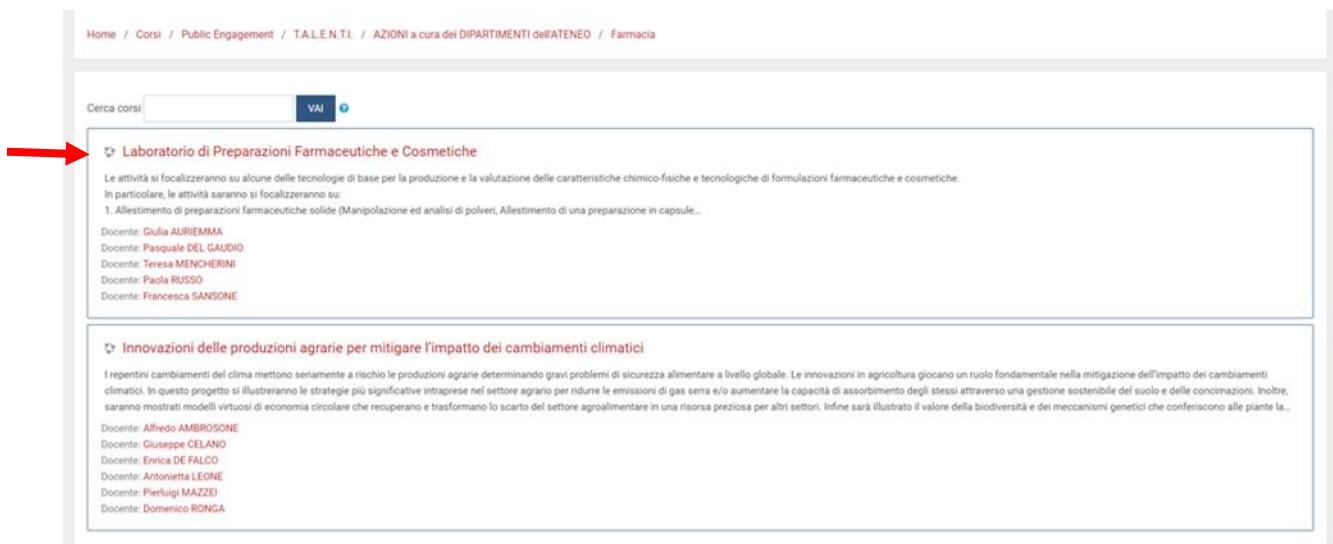 Home / Corsi / Public Engagement / T.A.L.E.N.T.I. / AZIONI a cura dei DIPARTIMENTI dell'ATENEO / Farmacia
Cerca corsi VAI ?
Laboratorio di Preparazioni Farmaceutiche e Cosmetiche
Le attività si focalizzeranno su alcune delle tecnologie di base per la produzione e la valutazione delle caratteristiche chimico-fisiche e tecnologiche di formulazioni farmaceutiche e cosmetiche.
In particolare, le attività saranno si focalizzeranno su:
1. Allestimento di preparazioni farmaceutiche solide (Manipolazione ed analisi di polveri, Allestimento di una preparazione in capsule...
Docente: Giulia AURIEMMA
Docente: Pasquale DEL GAUDIO
Docente: Teresa MENCHERINI
Docente: Paola RUSSO
Docente: Francesca SANSONE
Innovazioni delle produzioni agrarie per mitigare l'impatto dei cambiamenti climatici
I repentini cambiamenti del clima mettono seriamente a rischio le produzioni agrarie determinando gravi problemi di sicurezza alimentare a livello globale. Le innovazioni in agricoltura giocano un ruolo fondamentale nella mitigazione dell'impatto dei cambiamenti
climatici. In questo progetto si illustreranno le strategie più significative intraprese nel settore agrario per ridurre le emissioni di gas serra e/o aumentare la capacità di assorbimento degli stessi attraverso una gestione sostenibile del suolo e delle concimazioni. Inoltre,
saranno mostrati modelli virtuosi di economia circolare che recuperano e trasformano lo scarto del settore agroalimentare in una risorsa preziosa per altri settori. Infine sarà illustrato il valore della biodiversità e dei meccanismi genetici che conferiscono alle piante la...
Docente: Alfredo AMBROSONE
Docente: Giuseppe CELANO
Docente: Enrica DE FALCO
Docente: Antonietta LEONE
Docente: Pierluigi MAZZEI
Docente: Domenico RONGA